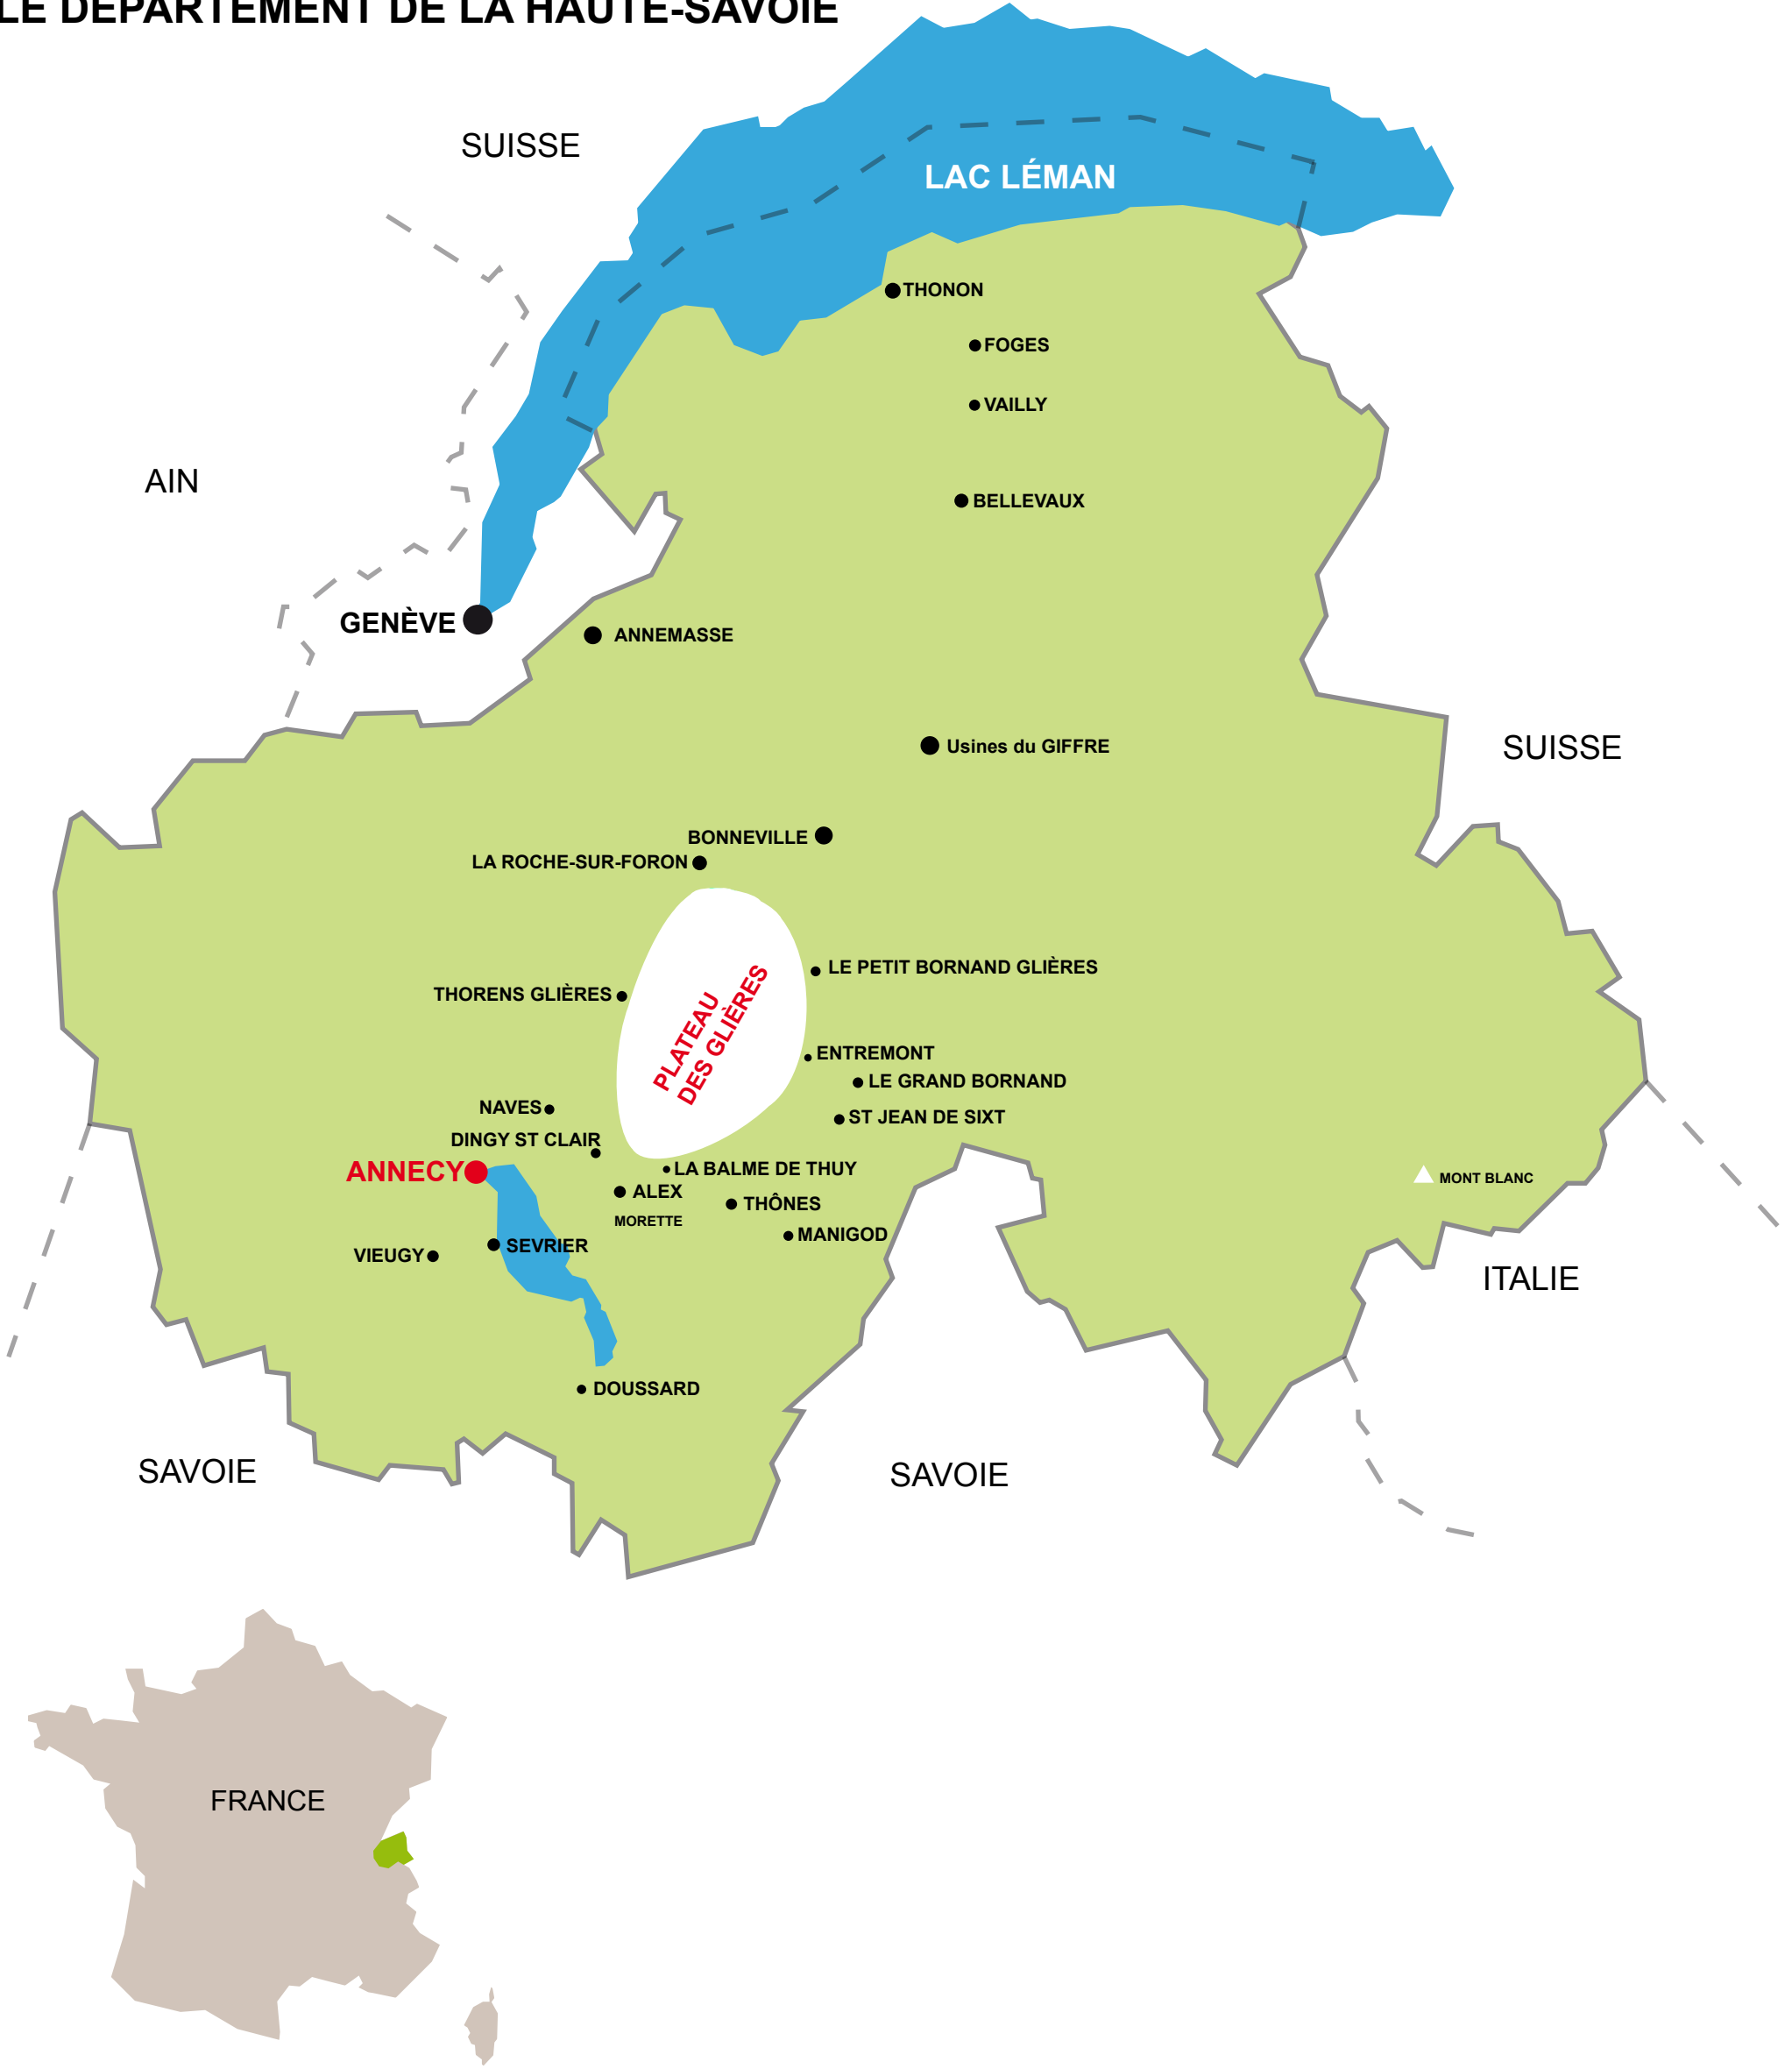 LE DÉPARTEMENT DE LA HAUTE-SAVOIE
SUISSE
LAC LÉMAN
THONON
FOGES
VAILLY
AIN
BELLEVAUX
GENÈVE
ANNEMASSE
Usines du GIFFRE
SUISSE
BONNEVILLE
LA ROCHE-SUR-FORON
LE PETIT BORNAND GLIÈRES
THORENS GLIÈRES
PLATEAU
DES GLIÈRES
ENTREMONT
LE GRAND BORNAND
NAVES
ST JEAN DE SIXT
DINGY ST CLAIR
LA BALME DE THUY
ANNECY
MONT BLANC
ALEX
THÔNES
MORETTE
MANIGOD
SEVRIER
VIEUGY
ITALIE
DOUSSARD
SAVOIE
SAVOIE
FRANCE